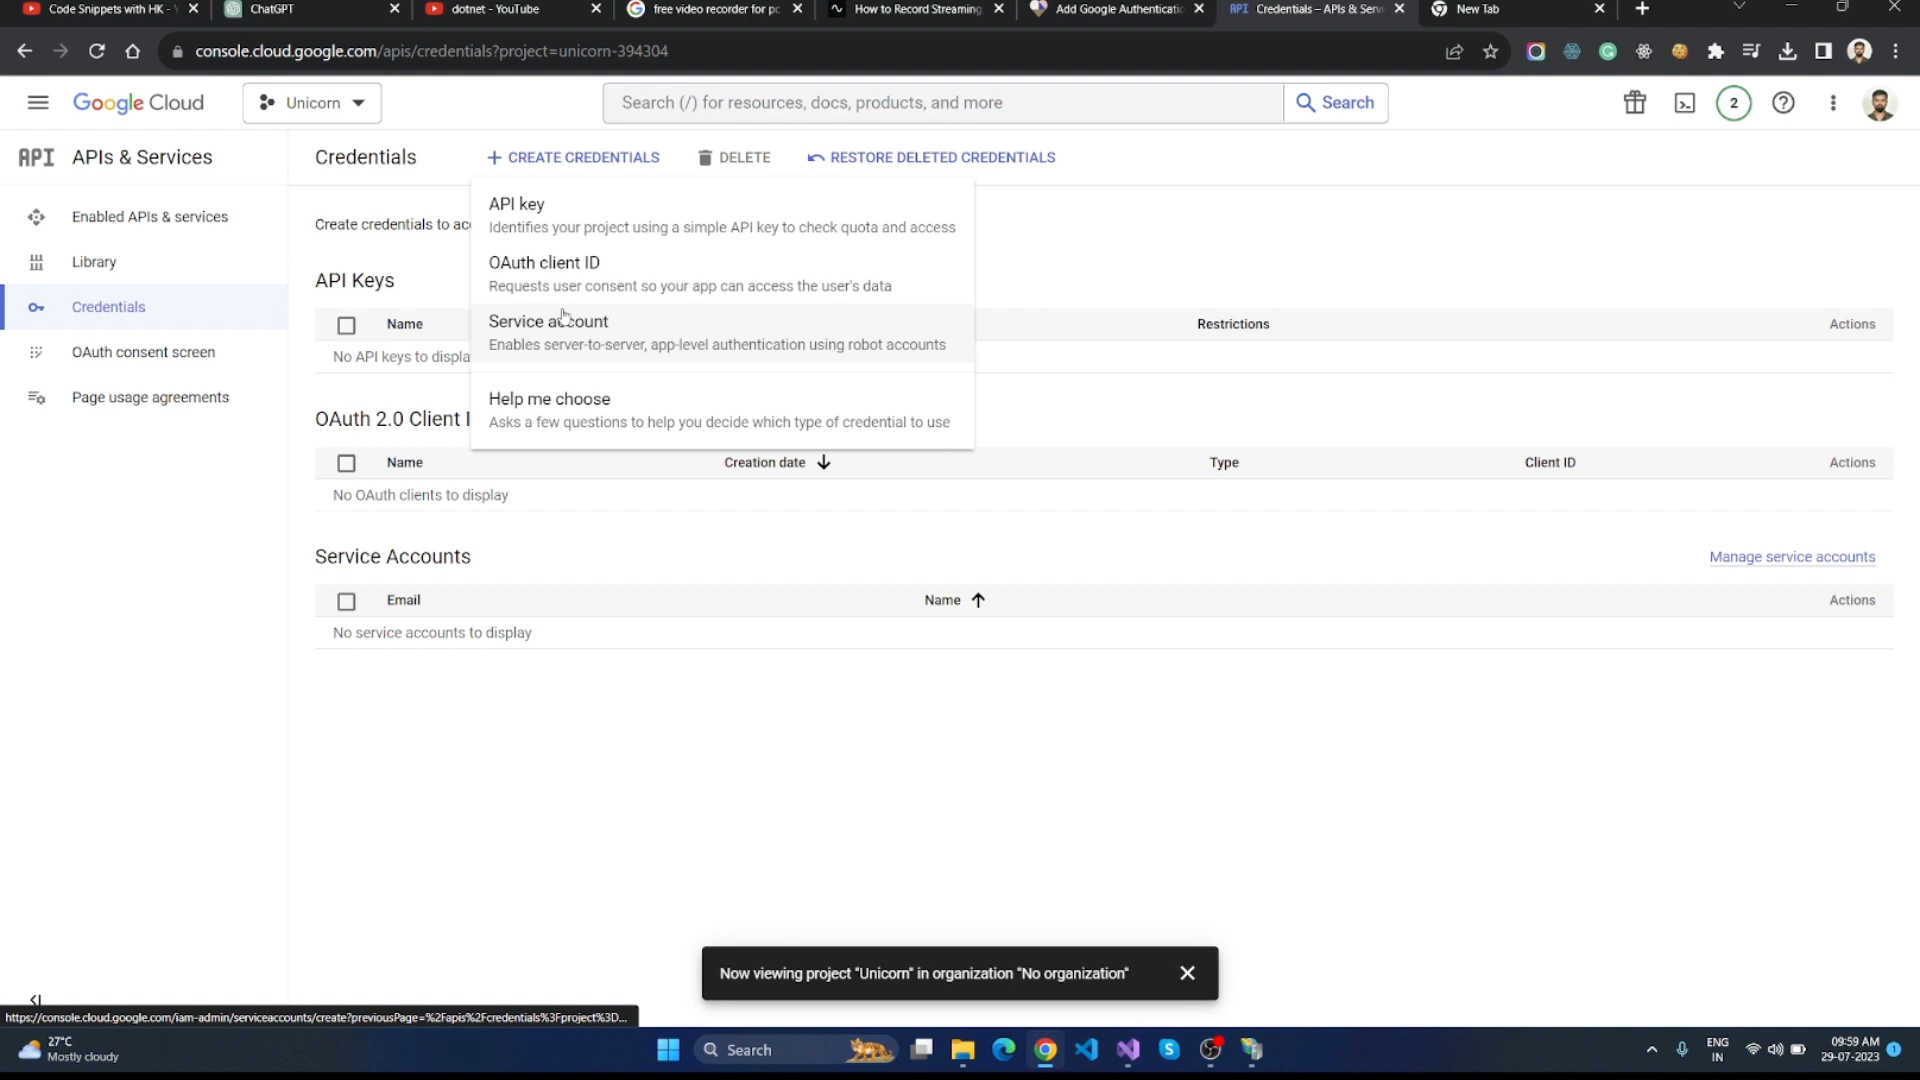 Code Snippets with HK -
ChatGPT
dotnet - YouTube
free video recorder for pc
How to Record Streaming
Add Google Authenticatio
API Credentials – APIs & Servi
New Tab
console.cloud.google.com/apis/credentials?project=unicorn-394304
Google Cloud
Unicorn
Search (/) for resources, docs, products, and more
Search
2
API APIs & Services
Credentials
+ CREATE CREDENTIALS
DELETE
RESTORE DELETED CREDENTIALS
Enabled APIs & services
Library
Credentials
OAuth consent screen
Page usage agreements
Create credentials to acc
API key
Identifies your project using a simple API key to check quota and access
OAuth client ID
Requests user consent so your app can access the user's data
Service account
Enables server-to-server, app-level authentication using robot accounts
Help me choose
Asks a few questions to help you decide which type of credential to use
API Keys
Name
Restrictions
Actions
No API keys to displa
OAuth 2.0 Client I
Name
Creation date
Type
Client ID
Actions
No OAuth clients to display
Service Accounts
Manage service accounts
Email
Name
Actions
No service accounts to display
Now viewing project "Unicorn" in organization "No organization"
https://console.cloud.google.com/iam-admin/serviceaccounts/create?previousPage=%2Fapis%2Fcredentials%3Fproject%3D...
27°C
Mostly cloudy
Search
ENG
IN
09:59 AM
29-07-2023
1